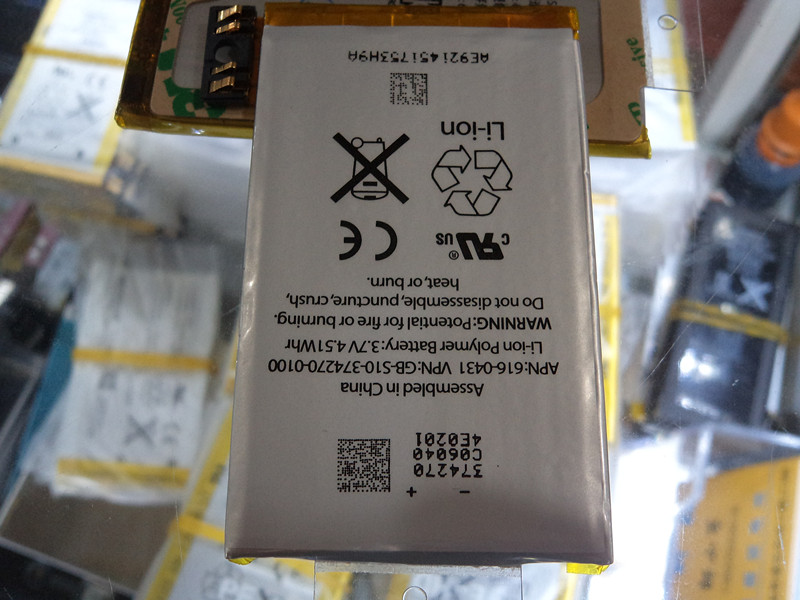 - +
374270
C06040
4E0201
Assembled in China
APN:616-0431 VPN:GB-S10-374270-0100
Li-ion Polymer Battery:3.7V 4.51Whr
WARNING:Potential for fire or burning.
Do not disassemble, puncture, crush,
heat, or burn.
c RU us ®
CE
Li-ion
AE92i45i753H9A